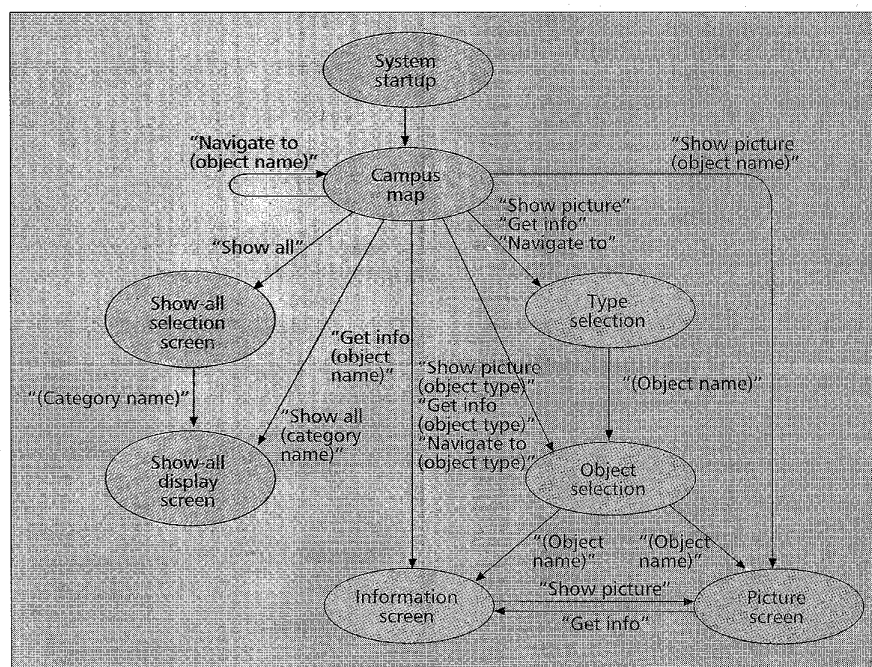 System
startup
"Navigate to
(object name)"
Campus
map
"Show picture
(object name)"
"Show picture"
"Get info"
"Navigate to"
"Show all"
Show-all
selection
screen
Type
selection
"Get info
(object
name)"
"Show picture
(object type)"
"Get info
(object type)"
"Navigate to
(object type)"
"(Object name)"
"(Category name)"
"Show all
(category
name)"
Show-all
display
screen
Object
selection
"(Object
name)"
"(Object
name)"
Information
screen
"Show picture"
"Get info"
Picture
screen